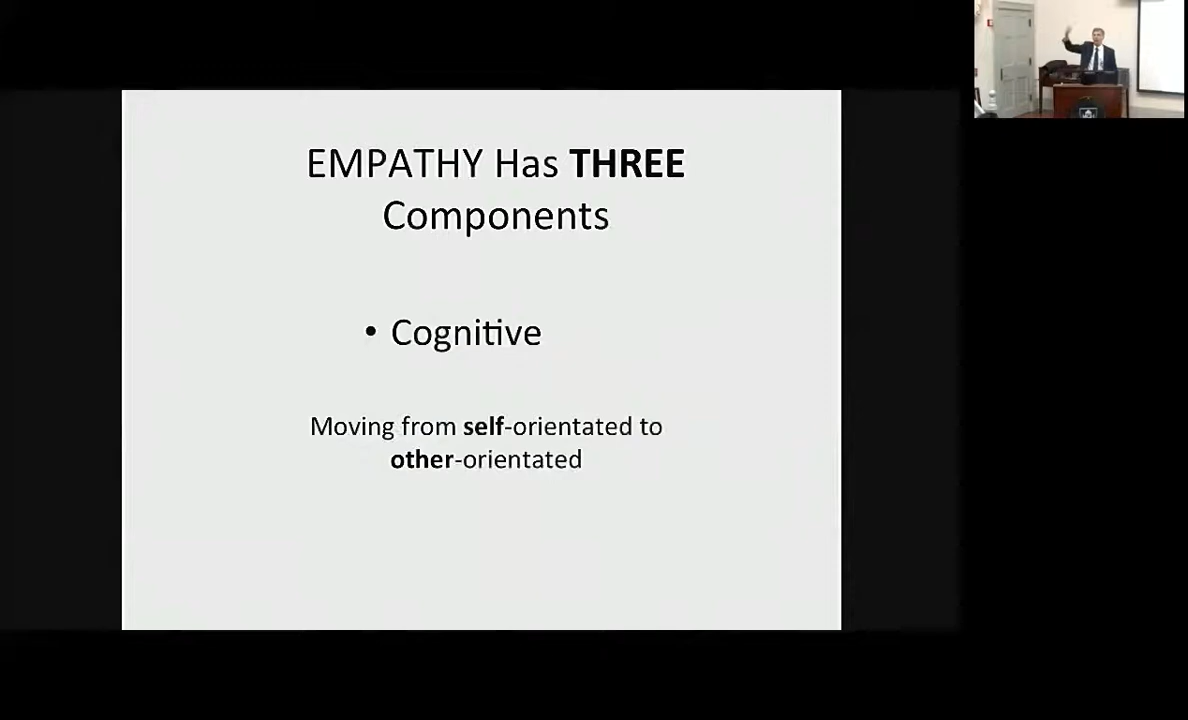 EMPATHY Has THREE
Components
• Cognitive
Moving from self-orientated to
other-orientated